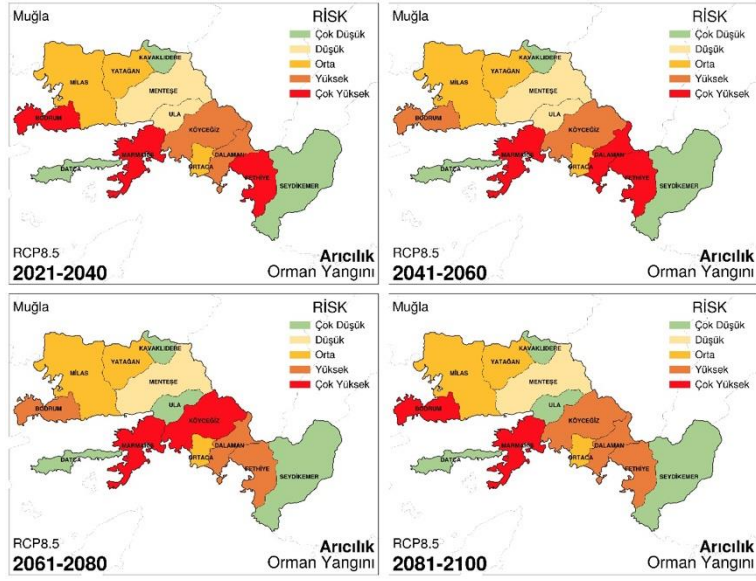 Muğla
RİSK
Çok Düşük
Düşük
Orta
Yüksek
Çok Yüksek
KAVAKLIDERE
YATAĞAN
MİLAS
MENTEŞE
ULA
BODRUM
KÖYCEĞİZ
MARMARİS
DALAMAN
ORTACA
DATÇA
FETHİYE
SEYDİKEMER
RCP8.5
2021-2040
Arıcılık
Orman Yangını
Muğla
RİSK
Çok Düşük
Düşük
Orta
Yüksek
Çok Yüksek
KAVAKLIDERE
YATAĞAN
MİLAS
MENTEŞE
ULA
BODRUM
KÖYCEĞİZ
MARMARİS
DALAMAN
ORTACA
DATÇA
FETHİYE
SEYDİKEMER
RCP8.5
2041-2060
Arıcılık
Orman Yangını
Muğla
RİSK
Çok Düşük
Düşük
Orta
Yüksek
Çok Yüksek
KAVAKLIDERE
YATAĞAN
MİLAS
MENTEŞE
ULA
BODRUM
KÖYCEĞİZ
MARMARİS
DALAMAN
ORTACA
DATÇA
FETHİYE
SEYDİKEMER
RCP8.5
2061-2080
Arıcılık
Orman Yangını
Muğla
RİSK
Çok Düşük
Düşük
Orta
Yüksek
Çok Yüksek
KAVAKLIDERE
YATAĞAN
MİLAS
MENTEŞE
ULA
BODRUM
KÖYCEĞİZ
MARMARİS
DALAMAN
ORTACA
DATÇA
FETHİYE
SEYDİKEMER
RCP8.5
2081-2100
Arıcılık
Orman Yangını